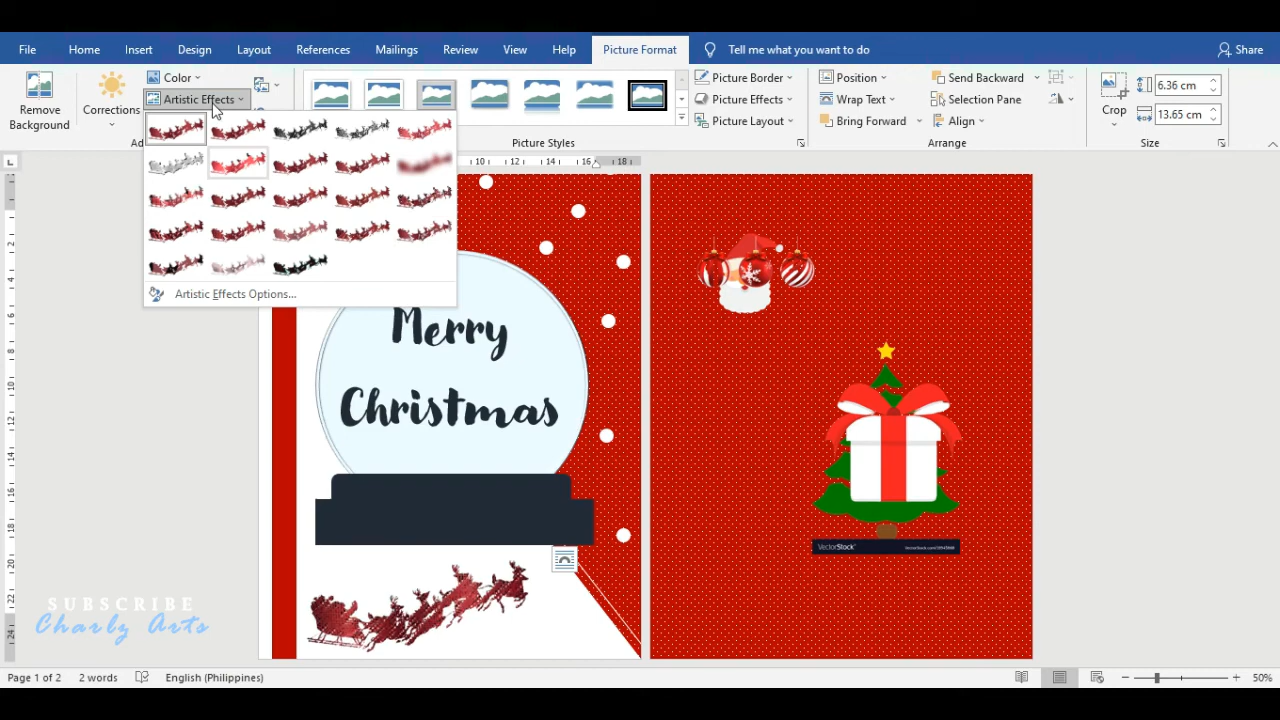 File Home Insert Design Layout References Mailings Review View Help Picture Format Tell me what you want to do Share
Remove Background
Corrections
Color
Artistic Effects
Picture Border
Picture Effects
Picture Layout
Picture Styles
Position
Wrap Text
Bring Forward
Send Backward
Selection Pane
Align
Arrange
Crop
6.36 cm
13.65 cm
Size
Artistic Effects Options...
Merry
Christmas
VectorStock
SUBSCRIBE
Charly Arts
Page 1 of 2 2 words English (Philippines) 50%